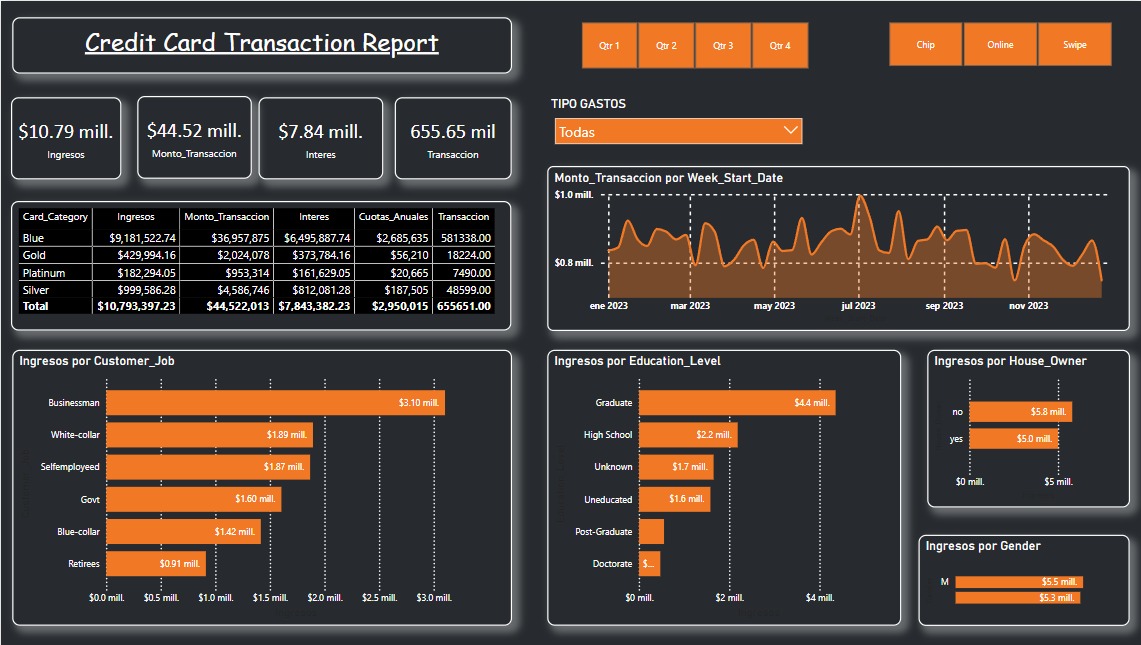 Credit Card Transaction Report
Qtr 1 Qtr 2 Qtr 3 Qtr 4
Chip Online Swipe
$10.79 mill.
Ingresos
$44.52 mill.
Monto_Transaccion
$7.84 mill.
Interes
655.65 mil
Transaccion
TIPO GASTOS
Todas
Monto_Transaccion por Week_Start_Date
$1.0 mill.
$0.8 mill.
ene 2023 mar 2023 may 2023 jul 2023 sep 2023 nov 2023
Card_Category Ingresos Monto_Transaccion Interes Cuotas_Anuales Transaccion
Blue $9,181,522.74 $36,957,875 $6,495,887.74 $2,685,635 581338.00
Gold $429,994.16 $2,024,078 $373,784.16 $56,210 18224.00
Platinum $182,294.05 $953,314 $161,629.05 $20,665 7490.00
Silver $999,586.28 $4,586,746 $812,081.28 $187,505 48599.00
Total $10,793,397.23 $44,522,013 $7,843,382.23 $2,950,015 655651.00
Ingresos por Customer_Job
Businessman $3.10 mill.
White-collar $1.89 mill.
Selfemployeed $1.87 mill.
Govt $1.60 mill.
Blue-collar $1.42 mill.
Retirees $0.91 mill.
$0.0 mill. $0.5 mill. $1.0 mill. $1.5 mill. $2.0 mill. $2.5 mill. $3.0 mill.
Ingresos por Education_Level
Graduate $4.4 mill.
High School $2.2 mill.
Unknown $1.7 mill.
Uneducated $1.6 mill.
Post-Graduate
Doctorate $...
$0 mill. $2 mill. $4 mill.
Ingresos por House_Owner
no $5.8 mill.
yes $5.0 mill.
$0 mill. $5 mill.
Ingresos por Gender
M $5.5 mill.
$5.3 mill.